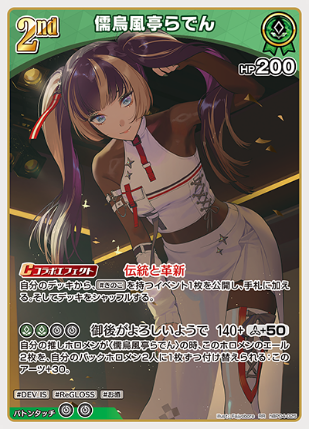 2nd
儒烏風亭らでん
HP200
コラボエフェクト 伝統と革新
自分のデッキから、#きのこを持つイベント1枚を公開し、手札に加える。そしてデッキをシャッフルする。
御後がよろしいようで 140+ +50
自分の推しホロメンが〈儒烏風亭らでん〉の時、このホロメンのエール
2枚を、自分のバックホロメン2人に1枚ずつ付け替えられる:この
アーツ+30。
#DEV_IS #ReGLOSS #お酒
バトンタッチ